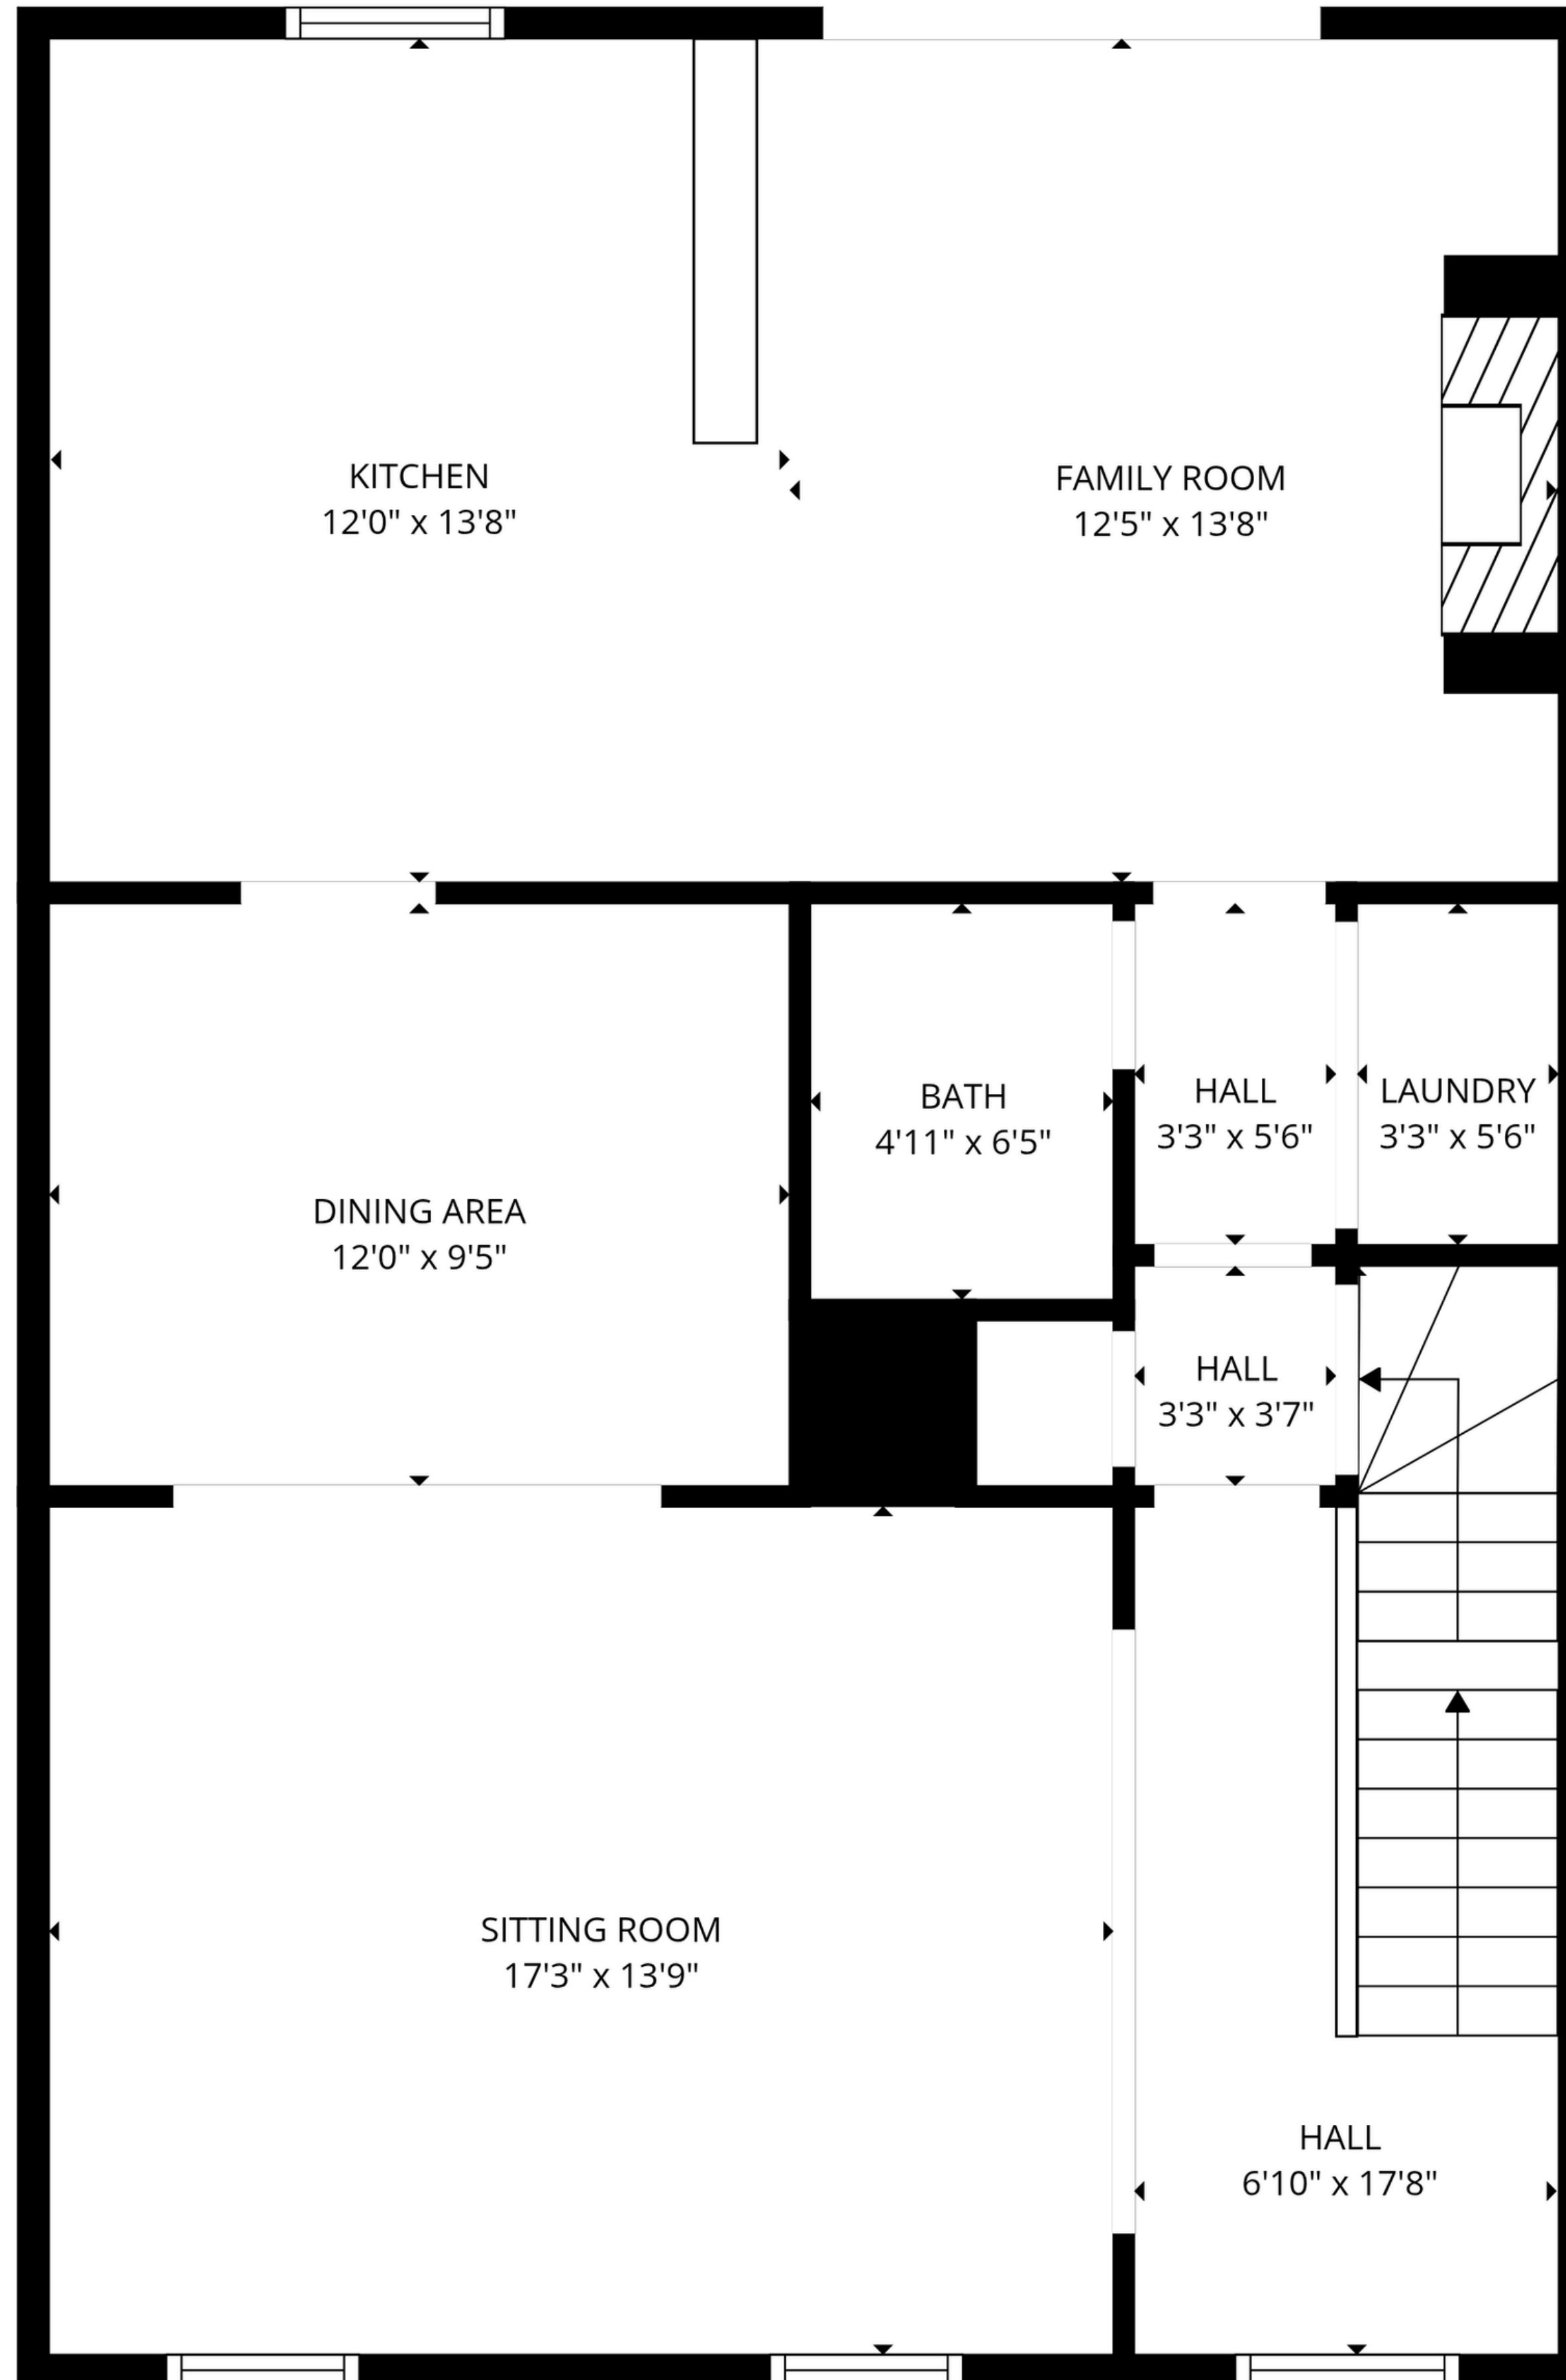 KITCHEN
12'0" x 13'8"
FAMILY ROOM
12'5" x 13'8"
BATH
4'11" x 6'5"
HALL
3'3" x 5'6"
LAUNDRY
3'3" x 5'6"
DINING AREA
12'0" x 9'5"
HALL
3'3" x 3'7"
SITTING ROOM
17'3" x 13'9"
HALL
6'10" x 17'8"